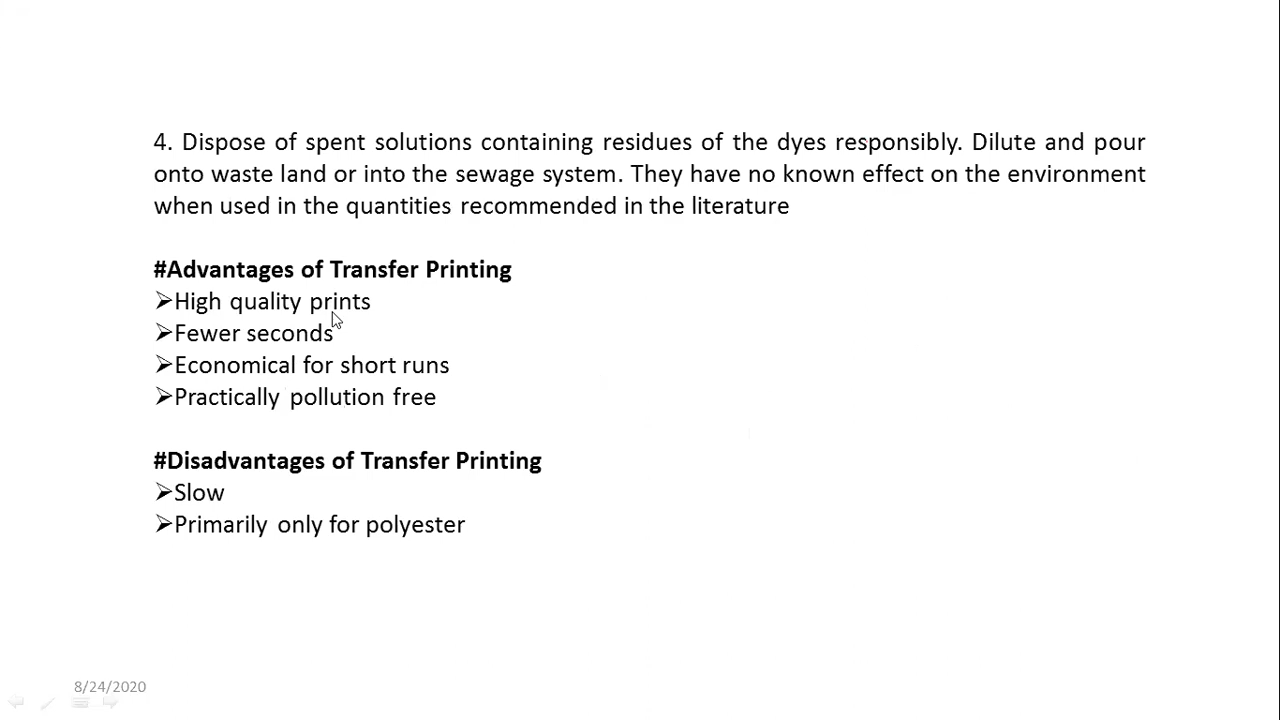 4. Dispose of spent solutions containing residues of the dyes responsibly. Dilute and pour
onto waste land or into the sewage system. They have no known effect on the environment
when used in the quantities recommended in the literature
#Advantages of Transfer Printing
➢High quality prints
➢Fewer seconds
➢Economical for short runs
➢Practically pollution free
#Disadvantages of Transfer Printing
➢Slow
➢Primarily only for polyester
8/24/2020